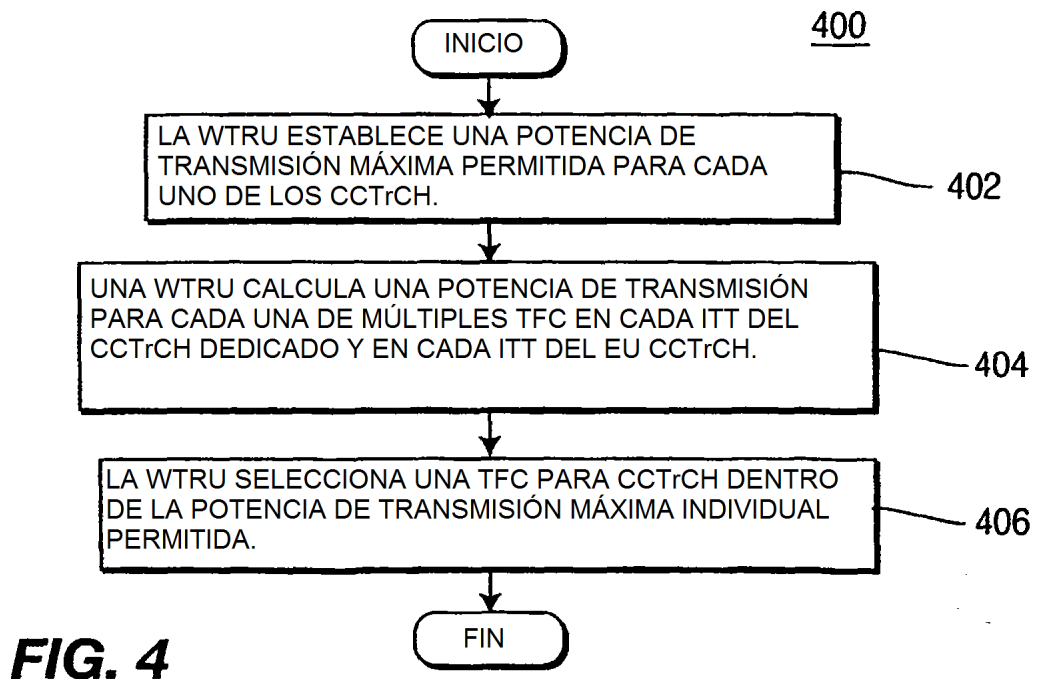 400
INICIO
LA WTRU ESTABLECE UNA POTENCIA DE
TRANSMISIÓN MÁXIMA PERMITIDA PARA CADA
UNO DE LOS CCTrCH.
402
UNA WTRU CALCULA UNA POTENCIA DE TRANSMISIÓN
PARA CADA UNA DE MÚLTIPLES TFC EN CADA ITT DEL
CCTrCH DEDICADO Y EN CADA ITT DEL EU CCTrCH.
404
LA WTRU SELECCIONA UNA TFC PARA CCTrCH DENTRO
DE LA POTENCIA DE TRANSMISIÓN MÁXIMA INDIVIDUAL
PERMITIDA.
406
FIN
FIG. 4